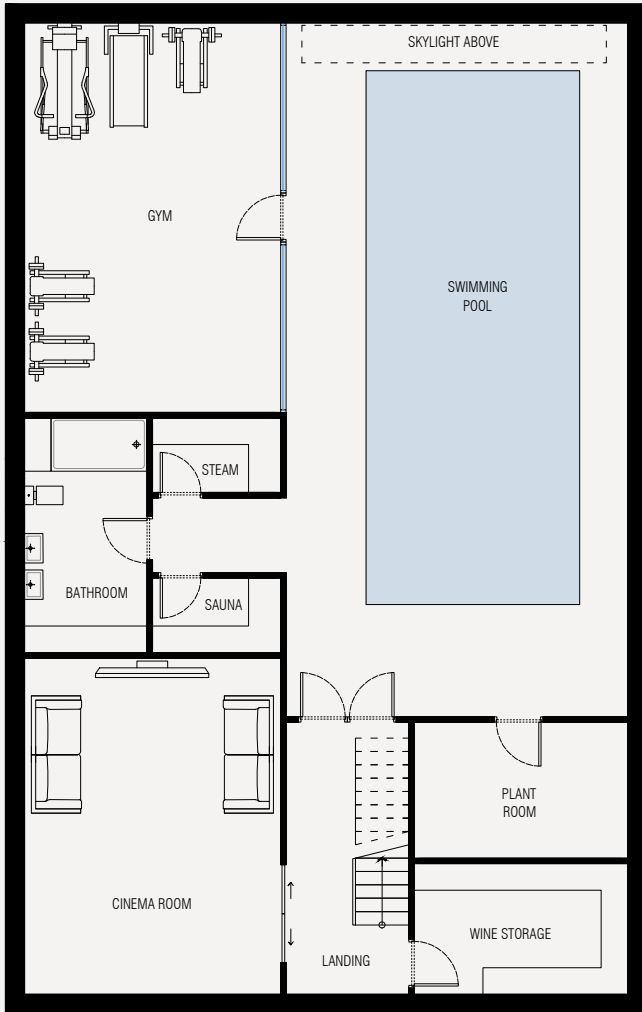 SKYLIGHT ABOVE
GYM
SWIMMING
POOL
STEAM
BATHROOM
SAUNA
PLANT
ROOM
CINEMA ROOM
WINE STORAGE
LANDING